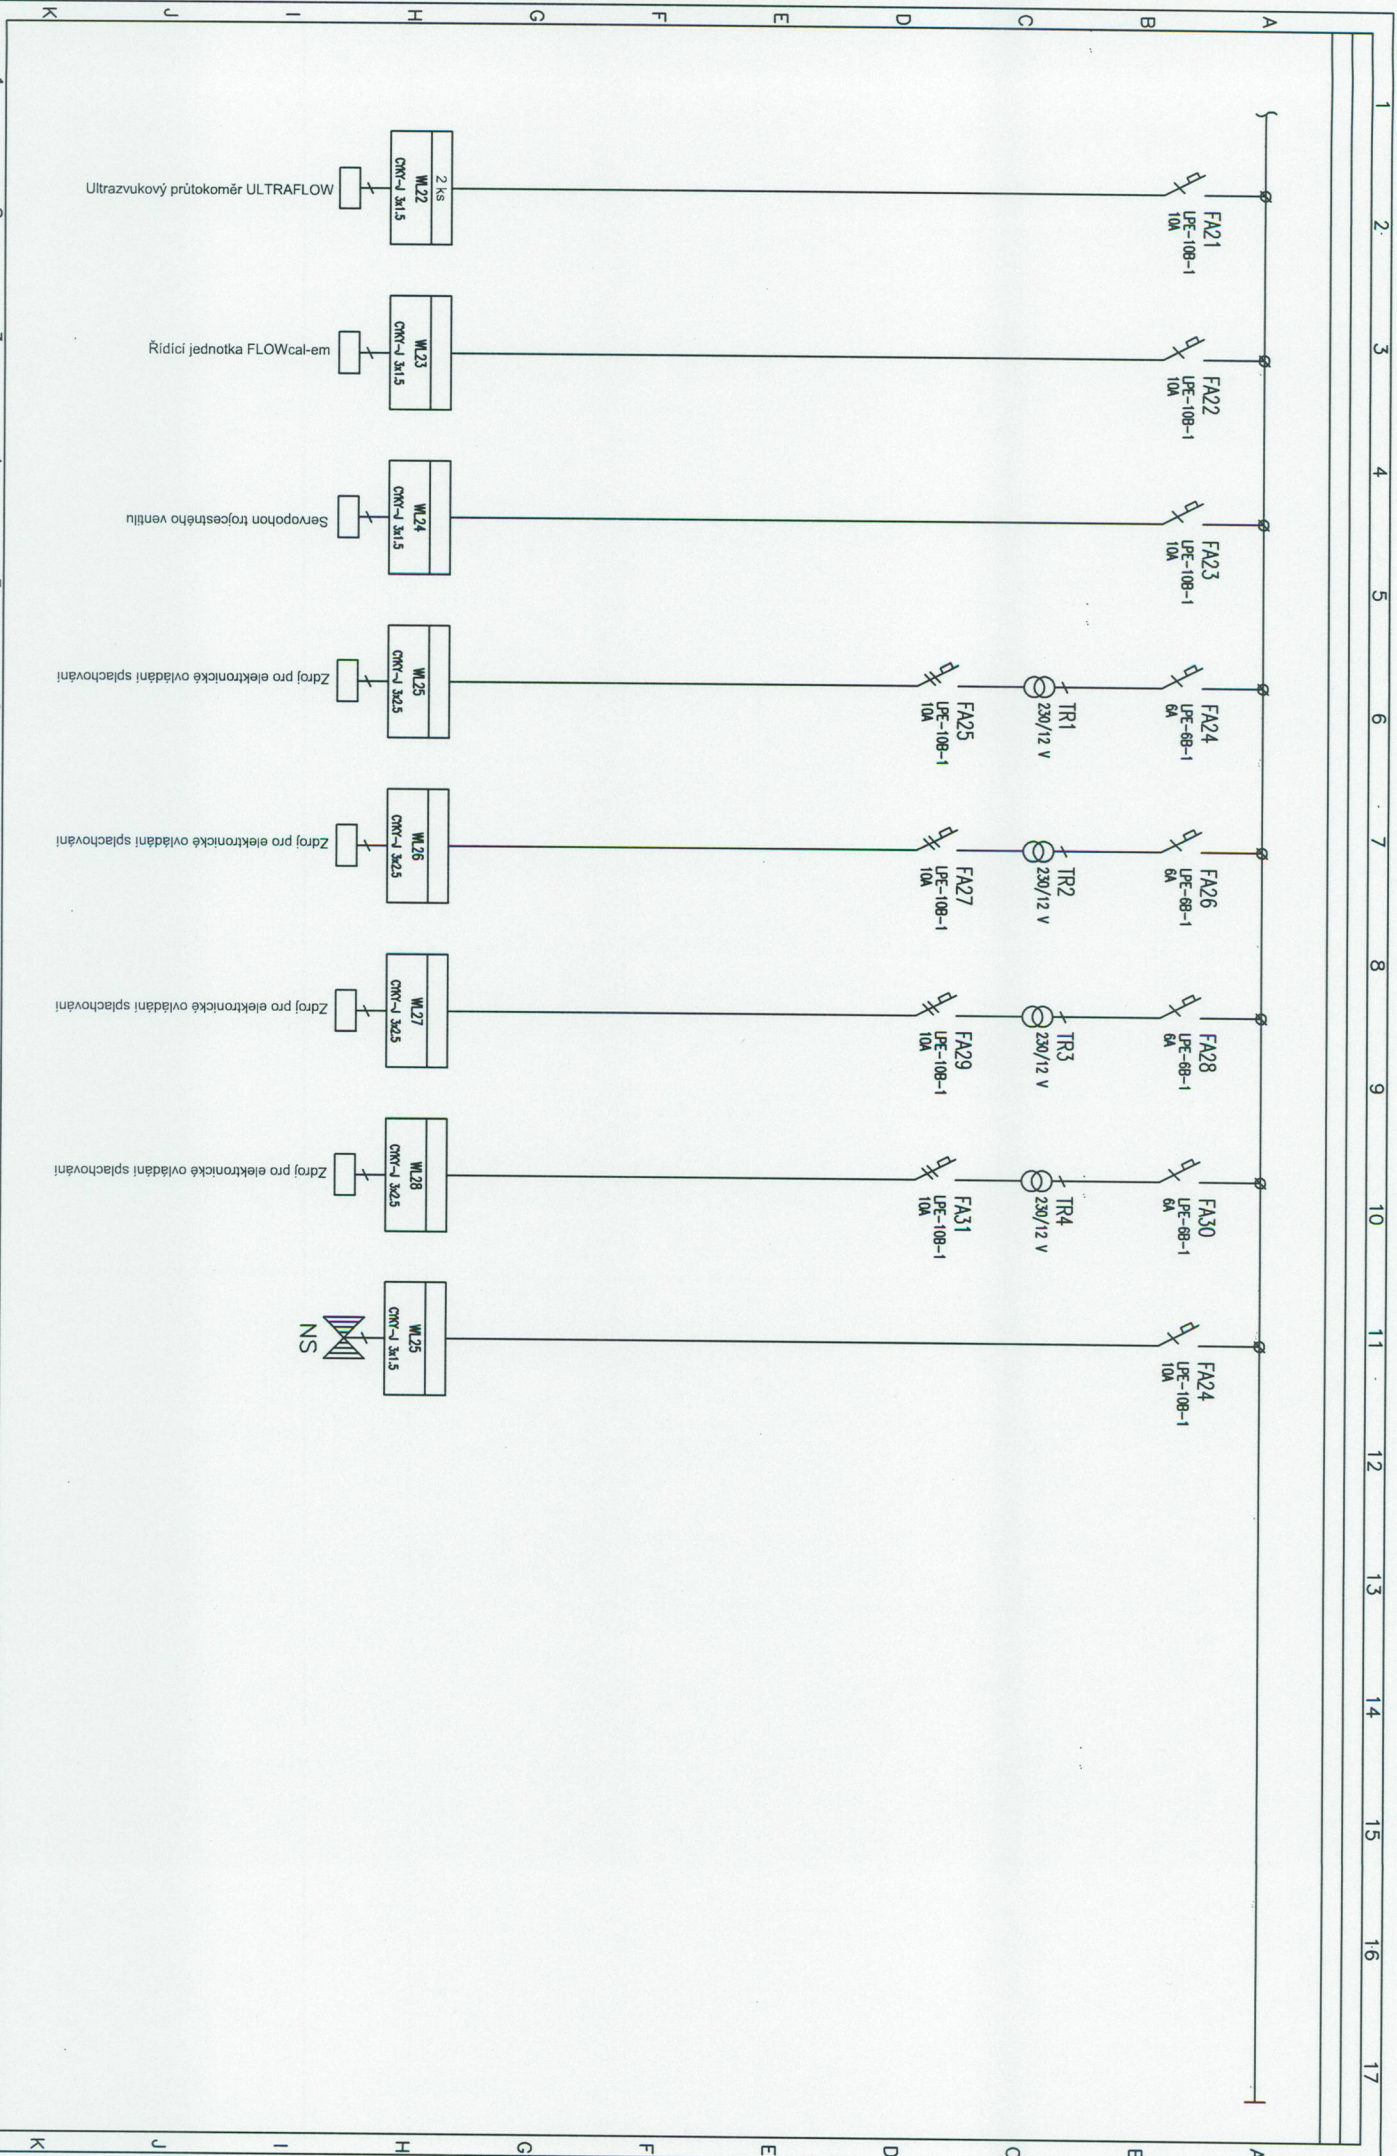 1
2
3
4
5
6
7
8
9
10
11
12
13
14
15
16
17
A
B
C
D
E
F
G
H
I
J
K
FA21
LPE-10B-1
10A
2 ks
WL22
CYKY-J 3x1.5
Ultrazvukový průtokoměr ULTRAFLOW
FA22
LPE-10B-1
10A
WL23
CYKY-J 3x1.5
Řídicí jednotka FLOWcal-em
FA23
LPE-10B-1
10A
WL24
CYKY-J 3x1.5
Servopohon trojcestného ventilu
FA24
LPE-6B-1
6A
TR1
230/12 V
FA25
LPE-10B-1
10A
WL25
CYKY-J 3x2.5
Zdroj pro elektronické ovládání splachování
FA26
LPE-6B-1
6A
TR2
230/12 V
FA27
LPE-10B-1
10A
WL26
CYKY-J 3x2.5
Zdroj pro elektronické ovládání splachování
FA28
LPE-6B-1
6A
TR3
230/12 V
FA29
LPE-10B-1
10A
WL27
CYKY-J 3x2.5
Zdroj pro elektronické ovládání splachování
FA30
LPE-6B-1
6A
TR4
230/12 V
FA31
LPE-10B-1
10A
WL28
CYKY-J 3x2.5
Zdroj pro elektronické ovládání splachování
FA24
LPE-10B-1
10A
WL25
CYKY-J 3x1.5
NS
A
B
C
D
E
F
G
H
I
J
K